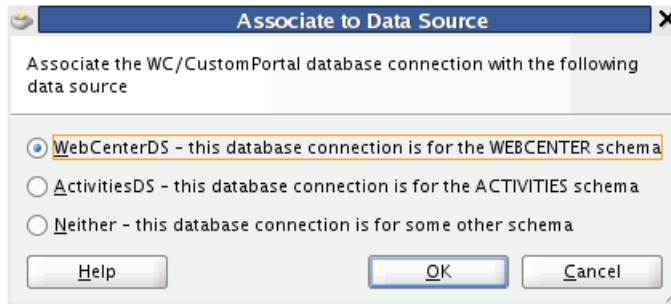 Associate to Data Source
Associate the WC/CustomPortal database connection with the following
data source
WebCenterDS - this database connection is for the WEBCENTER schema
ActivitiesDS - this database connection is for the ACTIVITIES schema
Neither - this database connection is for some other schema
Help OK Cancel